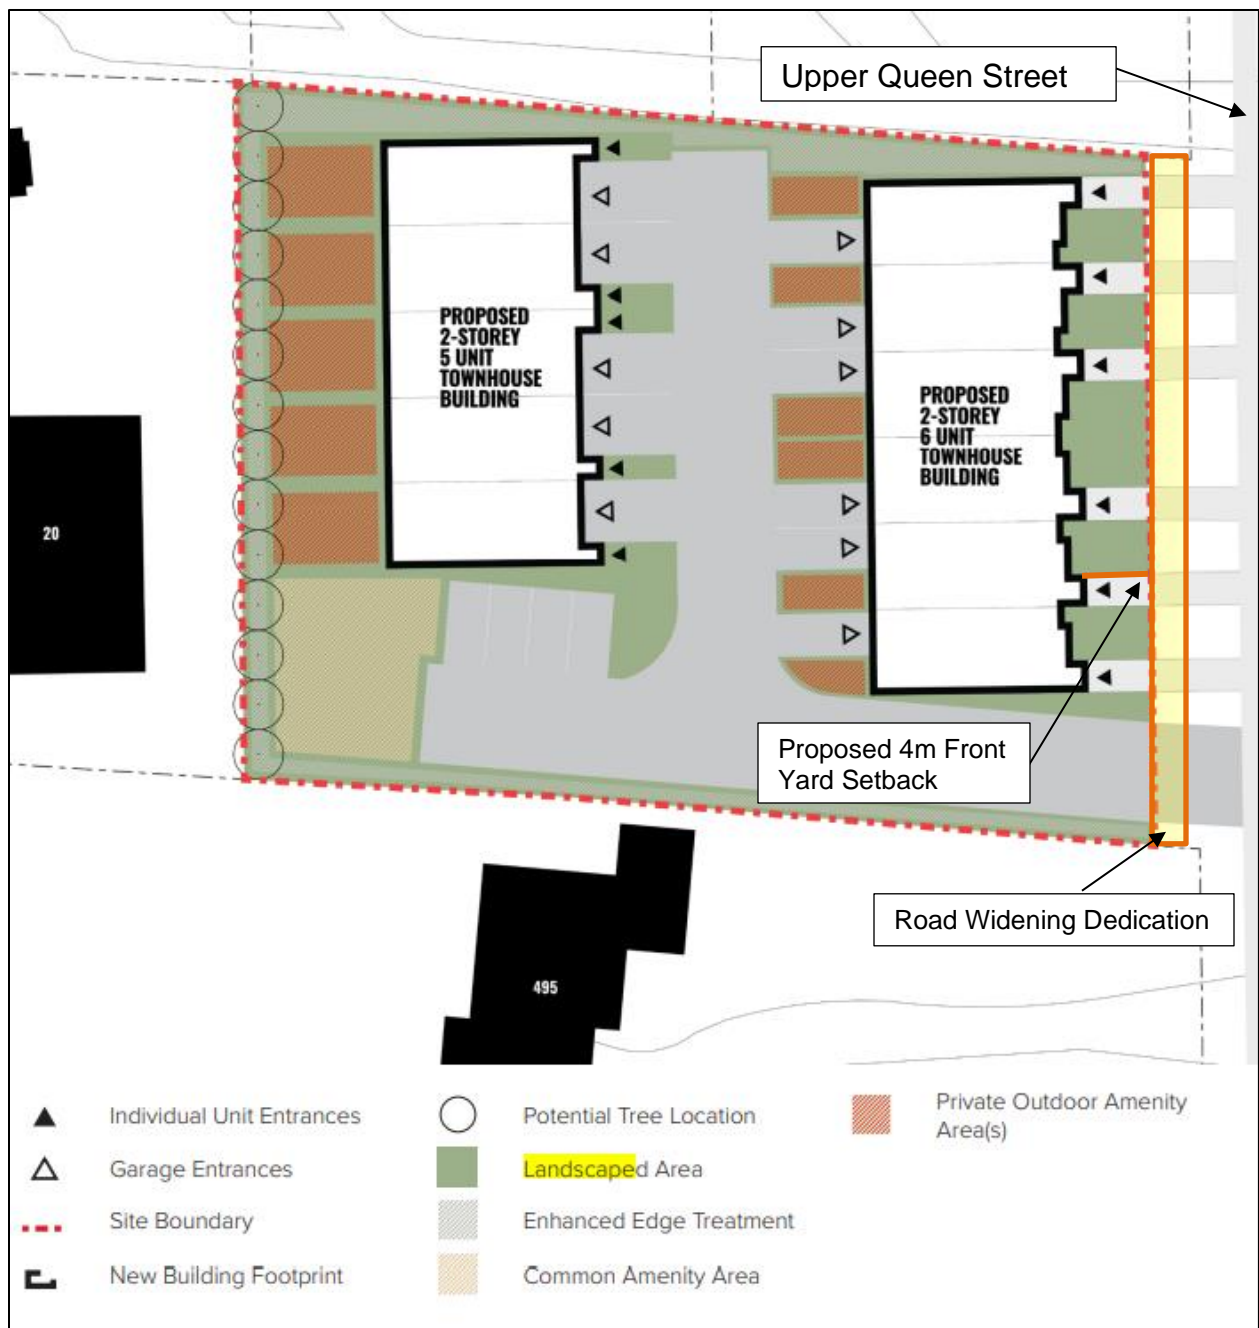 Upper Queen Street
PROPOSED
2-STOREY
5 UNIT
TOWNHOUSE
BUILDING
PROPOSED
2-STOREY
6 UNIT
TOWNHOUSE
BUILDING
20
Proposed 4m Front
Yard Setback
Road Widening Dedication
495
Individual Unit Entrances
Garage Entrances
Site Boundary
New Building Footprint
Potential Tree Location
Landscaped Area
Enhanced Edge Treatment
Common Amenity Area
Private Outdoor Amenity
Area(s)